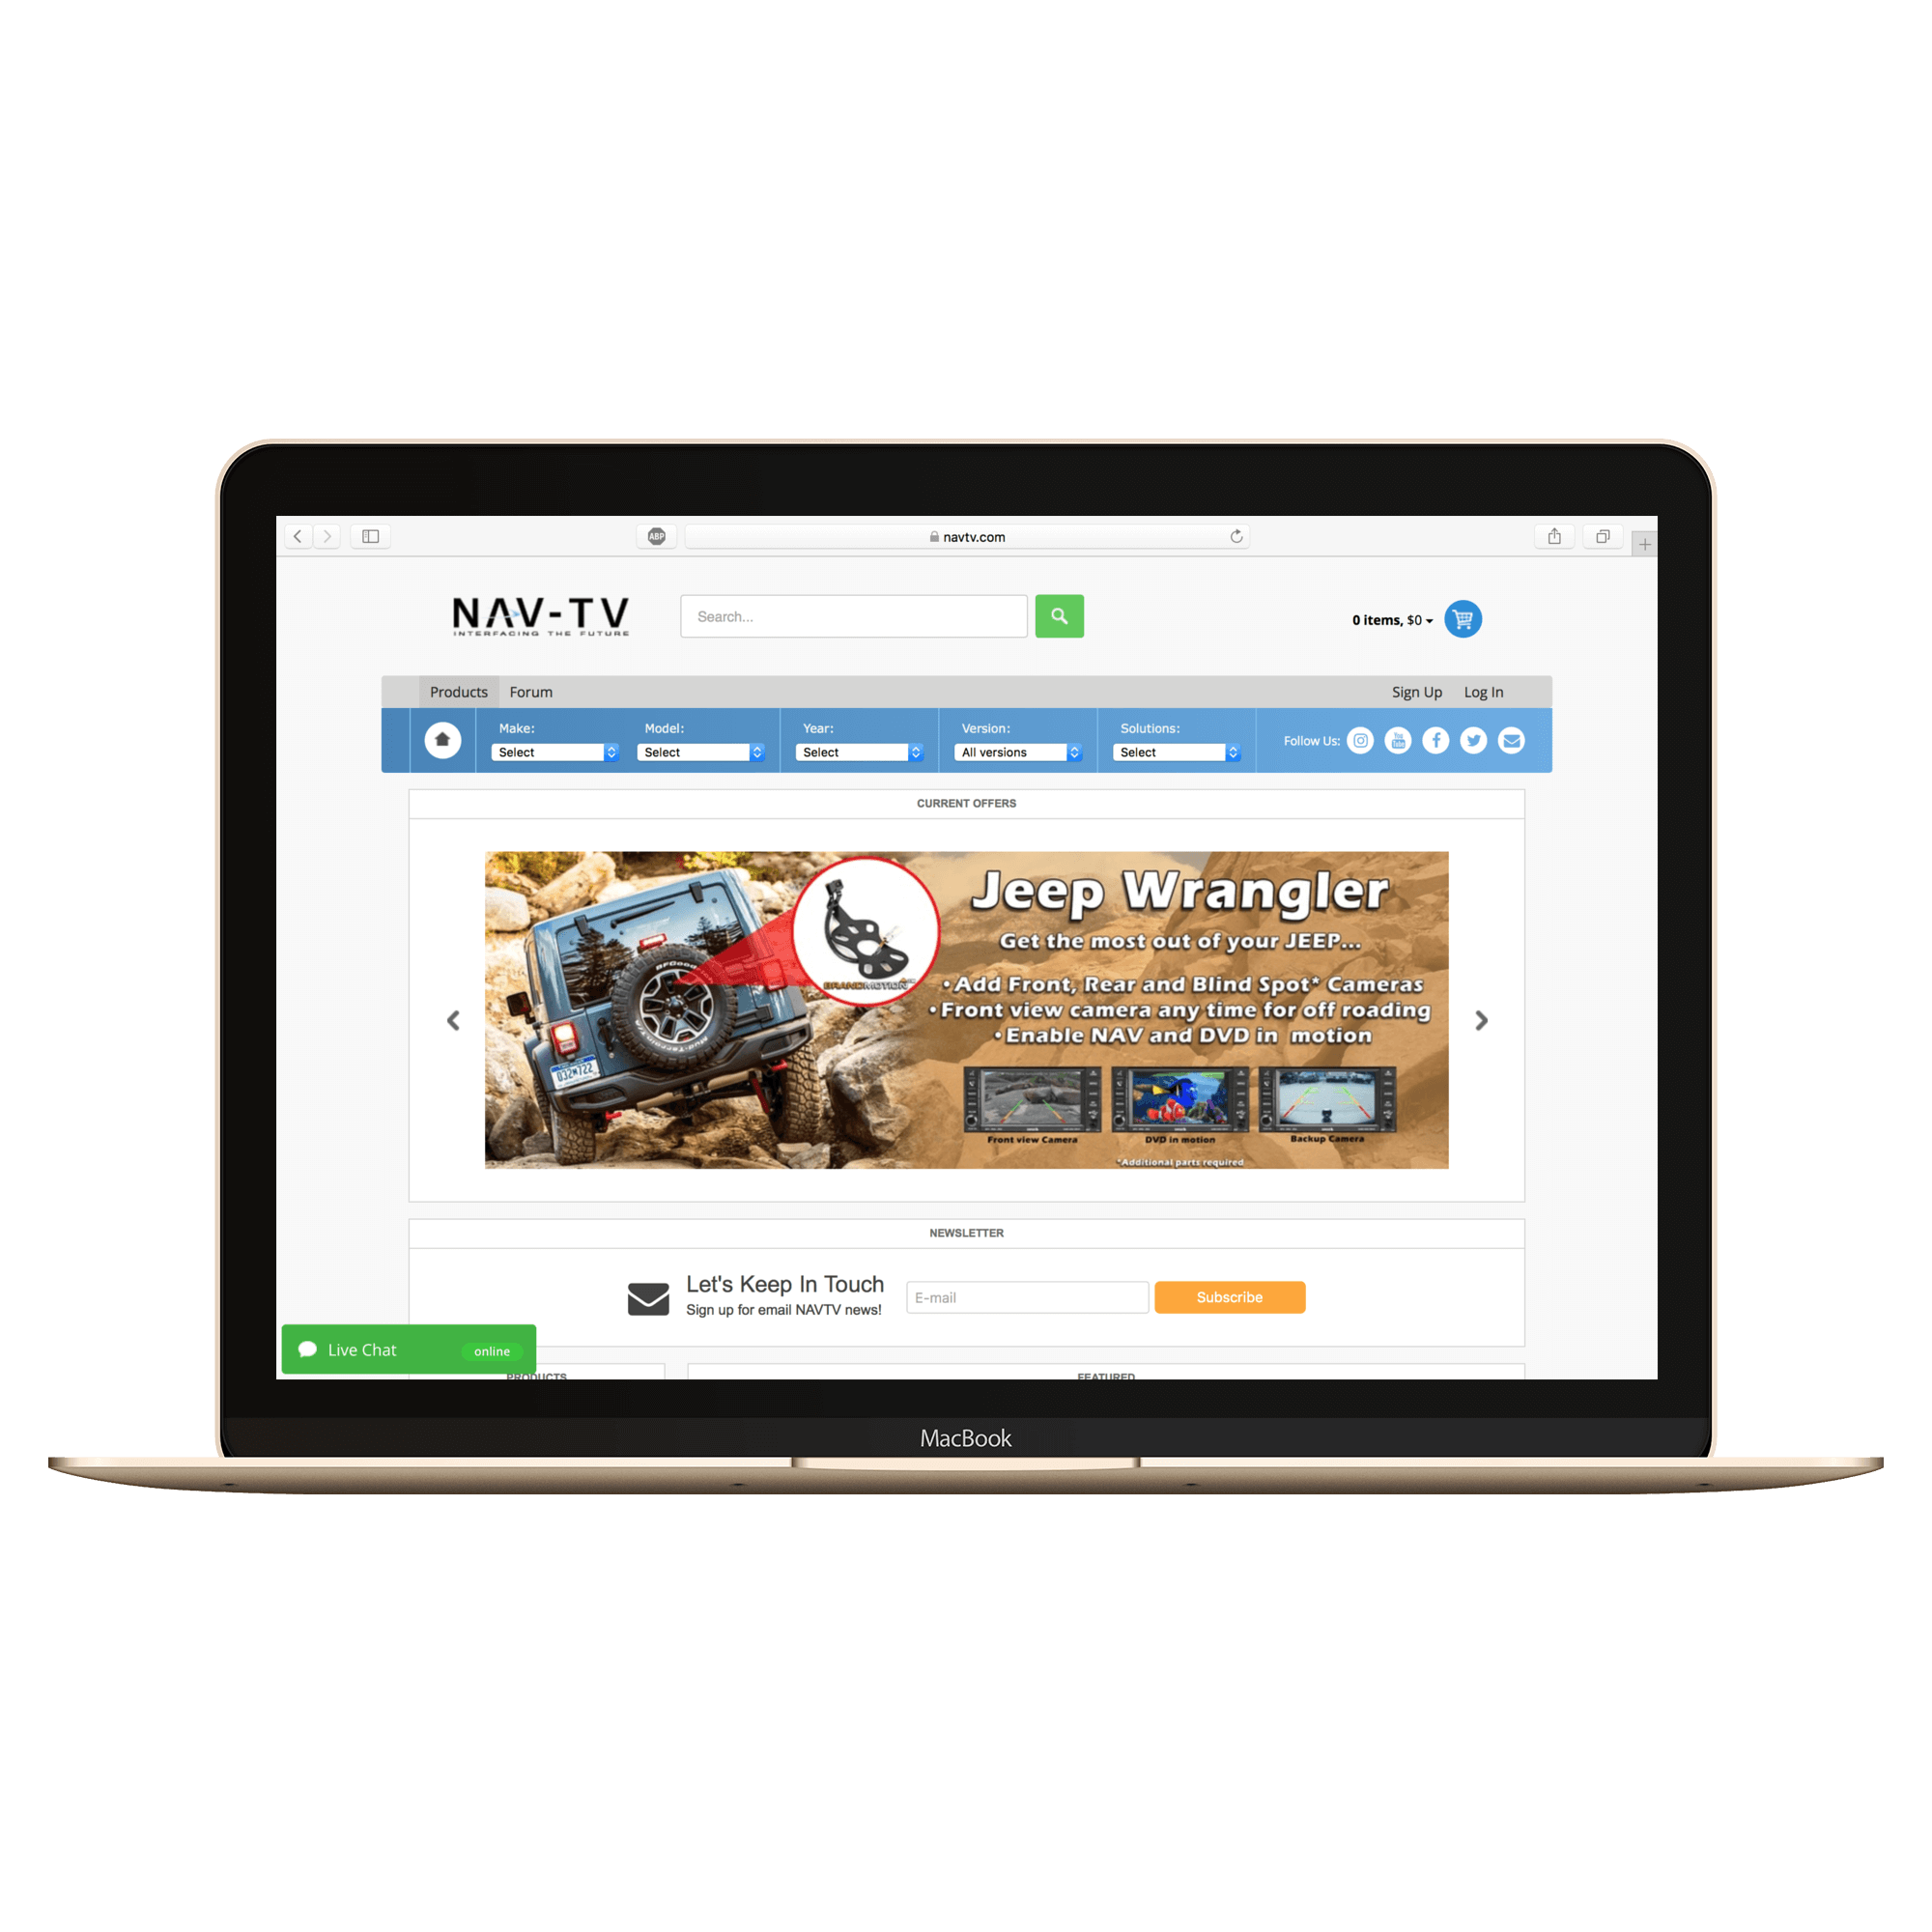 ABP
navtv.com
NAV-TV
INTERFACING THE FUTURE
Search...
0 items, $0
Products Forum Sign Up Log In
Make: Model: Year: Version: Solutions:
Select Select Select All versions Select
Follow Us: You Tube
CURRENT OFFERS
Jeep Wrangler
Get the most out of your JEEP...
•Add Front, Rear and Blind Spot* Cameras
•Front view camera any time for off roading
•Enable NAV and DVD in motion
BRANDMOTION
Mud-Terrain
Front view Camera DVD in motion Backup Camera
*Additional parts required
NEWSLETTER
Let's Keep In Touch
Sign up for email NAVTV news!
E-mail
Subscribe
Live Chat online
PRODUCTS FEATURED
MacBook